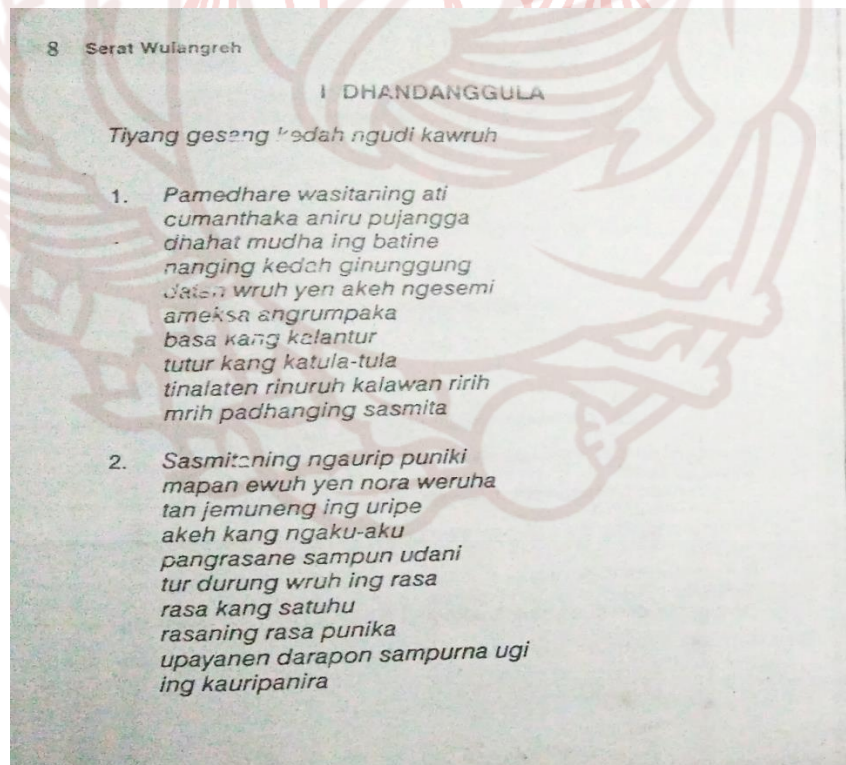 8 Serat Wulangreh
I DHANDANGGULA
Tiyang gesang kedah ngudi kawruh
1. Pamedhare wasitaning ati
cumanthaka aniru pujangga
dhahat mudha ing batine
nanging kedah ginunggung
datan wruh yen akeh ngesemi
ameksa angrumpaka
basa kang kalantur
tutur kang katula-tula
tinalaten rinuruh kalawan ririh
mrih padhanging sasmita
2. Sasmitaning ngaurip puniki
mapan ewuh yen nora weruha
tan jemuneng ing uripe
akeh kang ngaku-aku
pangrasane sampun udani
tur durung wruh ing rasa
rasa kang satuhu
rasaning rasa punika
upayanen darapon sampurna ugi
ing kauripanira